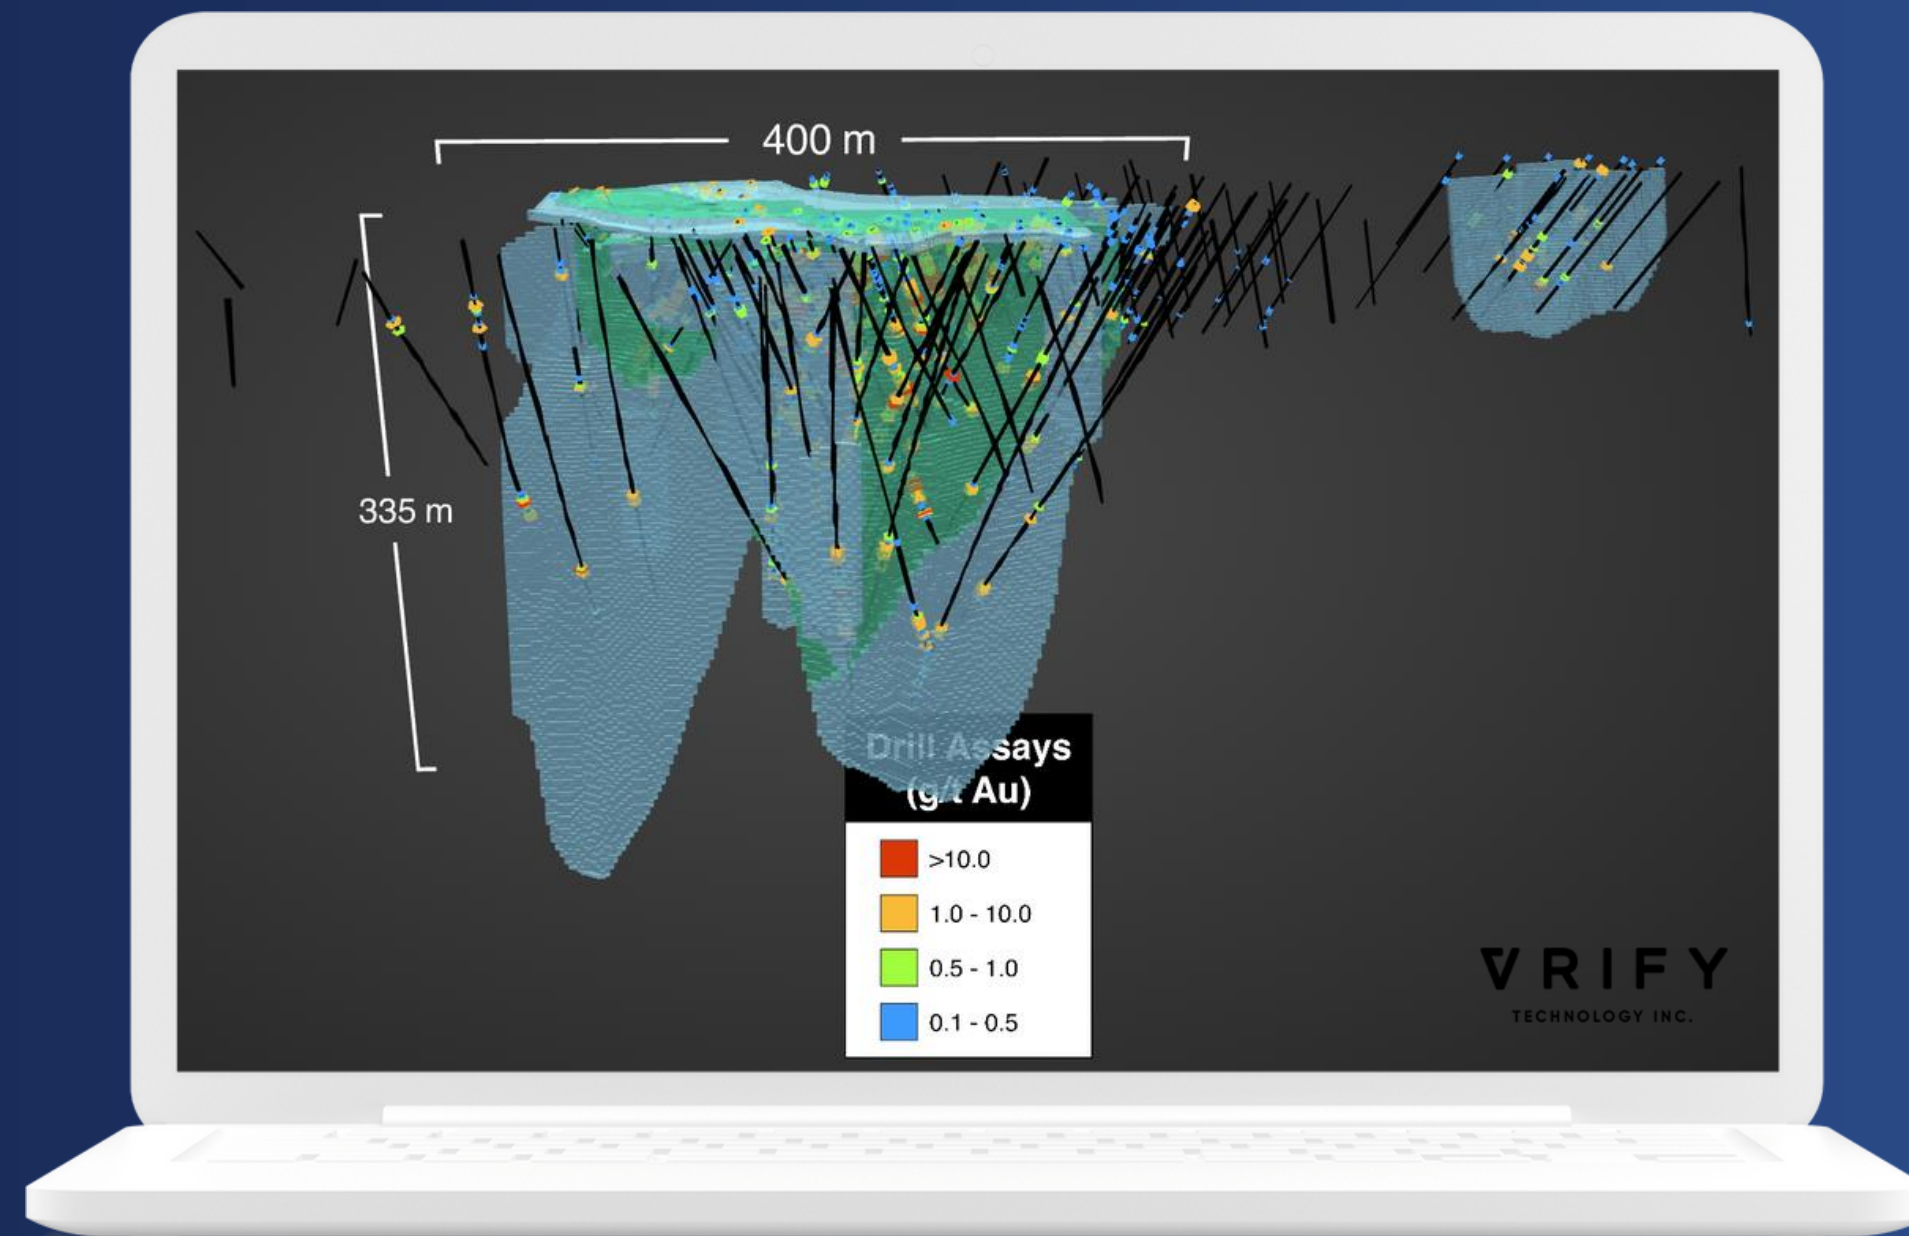 400 m
335 m
Drill Assays
(g/t Au)
>10.0
1.0 - 10.0
0.5 - 1.0
0.1 - 0.5
VRIFY
TECHNOLOGY INC.